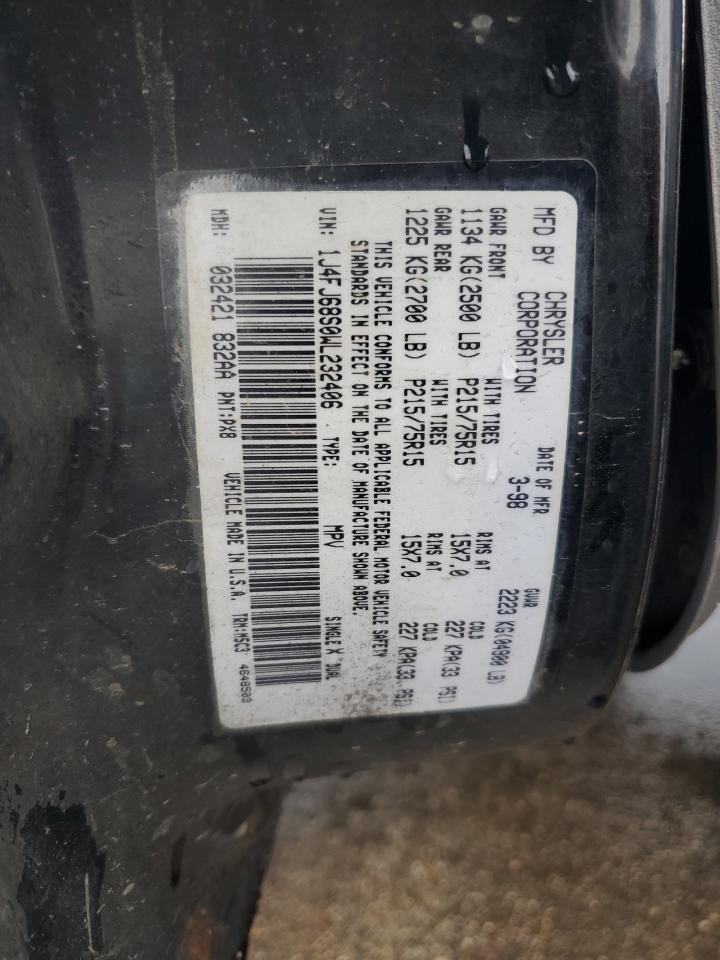 MFD BY CHRYSLER CORPORATION DATE OF MFR 3-98 GVWR 2223 KG(04900 LB)
GAWR FRONT WITH TIRES RIMS AT COLD
1134 KG(2500 LB) P215/75R15 15X7.0 227 KPA(33 PSI)
GAWR REAR WITH TIRES RIMS AT COLD
1225 KG(2700 LB) P215/75R15 15X7.0 227 KPA(33 PSI)
THIS VEHICLE CONFORMS TO ALL APPLICABLE FEDERAL MOTOR VEHICLE SAFETY
STANDARDS IN EFFECT ON THE DATE OF MANUFACTURE SHOWN ABOVE.
VIN: 1J4FJ68S0WL232406 TYPE: MPV SINGLE X DUAL
MDH: 032421 832AA PNT:PX8 VEHICLE MADE IN U.S.A. TRM:M5C3 4648503